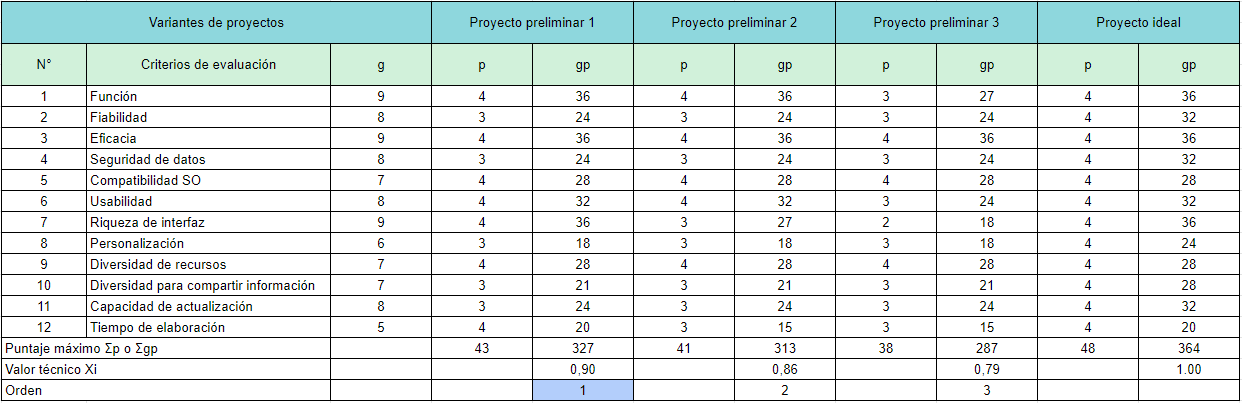 Variantes de proyectos Proyecto preliminar 1 Proyecto preliminar 2 Proyecto preliminar 3 Proyecto ideal
N° Criterios de evaluación g p gp p gp p gp p gp
1 Función 9 4 36 4 36 3 27 4 36
2 Fiabilidad 8 3 24 3 24 3 24 4 32
3 Eficacia 9 4 36 4 36 4 36 4 36
4 Seguridad de datos 8 3 24 3 24 3 24 4 32
5 Compatibilidad SO 7 4 28 4 28 4 28 4 28
6 Usabilidad 8 4 32 4 32 3 24 4 32
7 Riqueza de interfaz 9 4 36 3 27 2 18 4 36
8 Personalización 6 3 18 3 18 3 18 4 24
9 Diversidad de recursos 7 4 28 4 28 4 28 4 28
10 Diversidad para compartir información 7 3 21 3 21 3 21 4 28
11 Capacidad de actualización 8 3 24 3 24 3 24 4 32
12 Tiempo de elaboración 5 4 20 3 15 3 15 4 20
Puntaje máximo Σp o Σgp 43 327 41 313 38 287 48 364
Valor técnico Xi 0,90 0,86 0,79 1.00
Orden 1 2 3